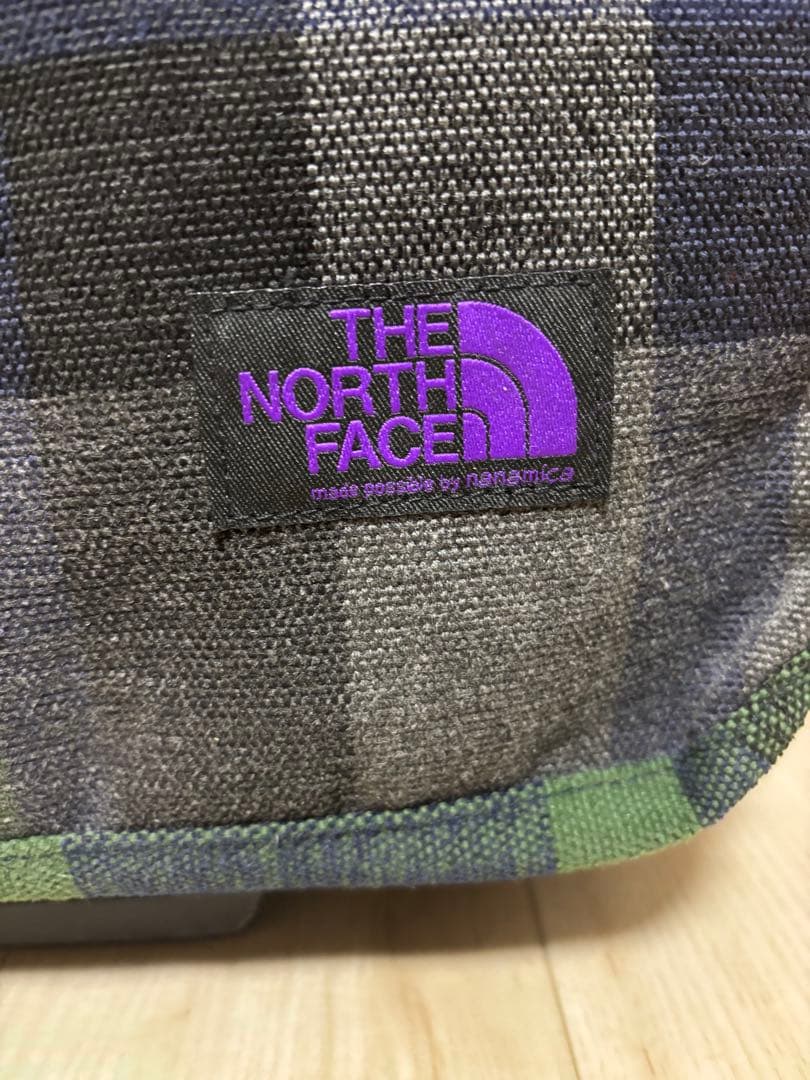 THE
NORTH
FACE
made possible by nanamica